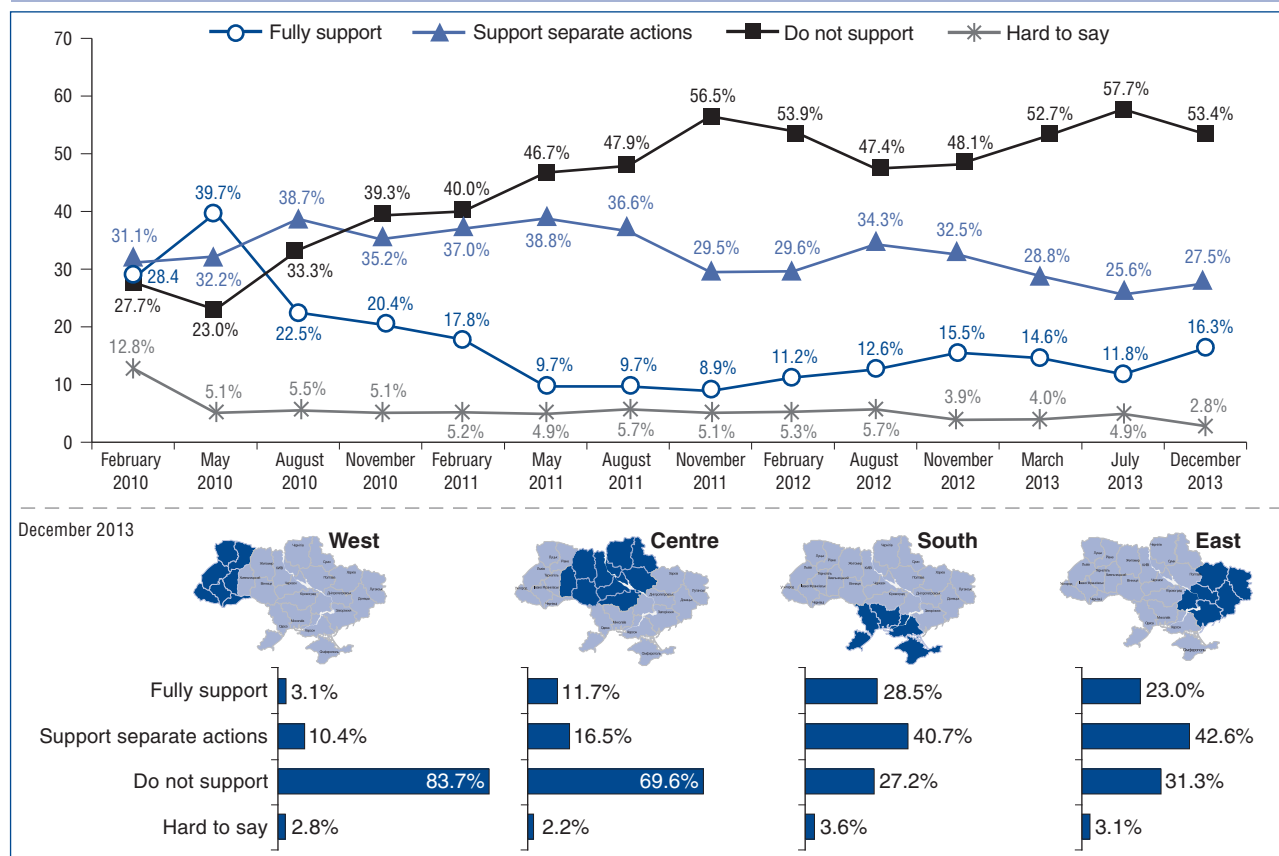 Fully support Support separate actions Do not support Hard to say
70
60
50
40
30
20
10
0
31.1% 28.4 27.7% 12.8%
39.7% 32.2% 23.0% 5.1%
38.7% 33.3% 22.5% 5.5%
39.3% 35.2% 20.4% 5.1%
40.0% 37.0% 17.8% 5.2%
46.7% 38.8% 9.7% 4.9%
47.9% 36.6% 9.7% 5.7%
56.5% 29.5% 8.9% 5.1%
53.9% 29.6% 11.2% 5.3%
47.4% 34.3% 12.6% 5.7%
48.1% 32.5% 15.5% 3.9%
52.7% 28.8% 14.6% 4.0%
57.7% 25.6% 11.8% 4.9%
53.4% 27.5% 16.3% 2.8%
February May August November February May August November February August November March July December
2010 2010 2010 2010 2011 2011 2011 2011 2012 2012 2012 2013 2013 2013
December 2013
West Centre South East
Fully support 3.1% 11.7% 28.5% 23.0%
Support separate actions 10.4% 16.5% 40.7% 42.6%
Do not support 83.7% 69.6% 27.2% 31.3%
Hard to say 2.8% 2.2% 3.6% 3.1%